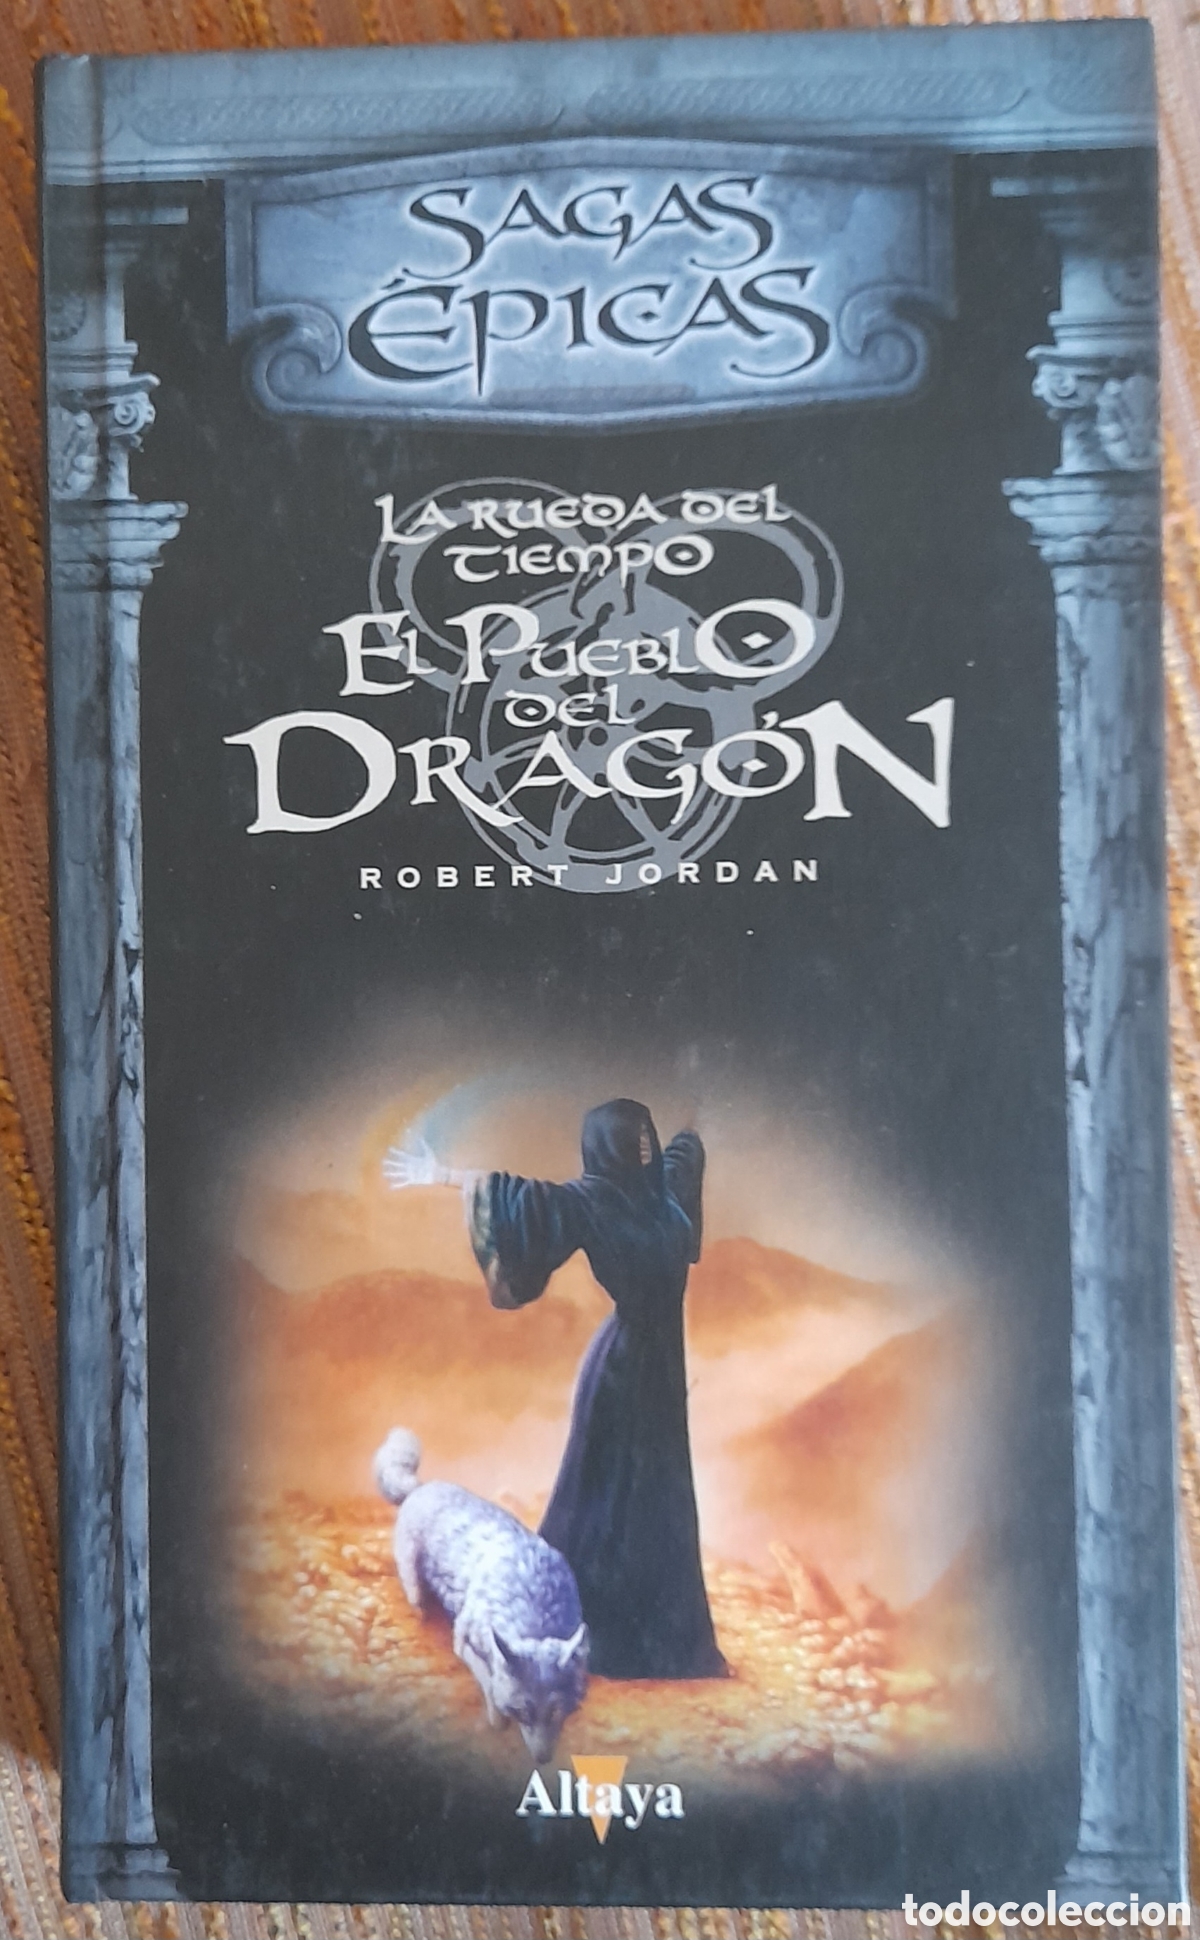 SAGAS
ÉPICAS
LA RUEDA DEL
TIEMPO
EL PUEBLO
DEL
DRAGÓN
ROBERT JORDAN
Altaya
todocoleccion